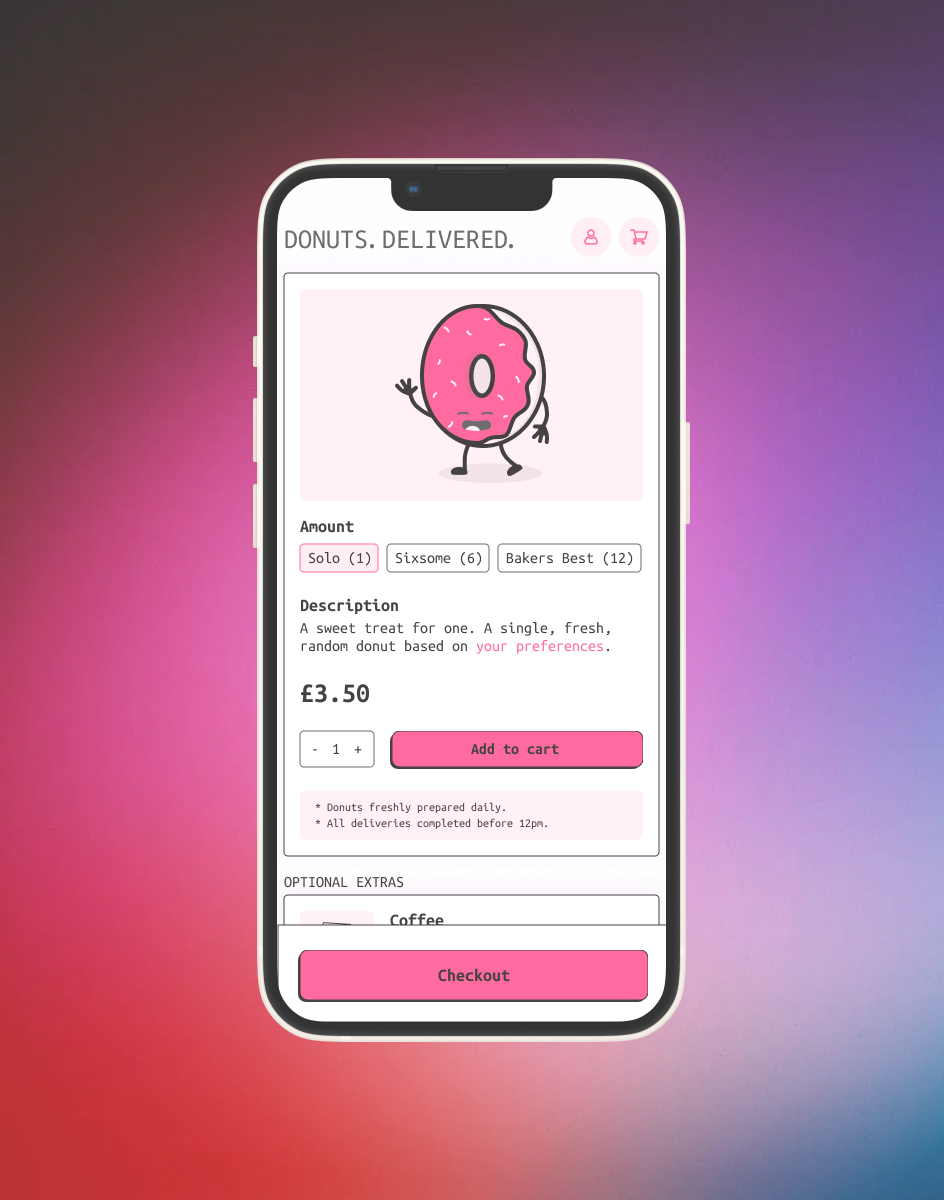 DONUTS. DELIVERED.
Amount
Solo (1) Sixsome (6) Bakers Best (12)
Description
A sweet treat for one. A single, fresh,
random donut based on your preferences.
£3.50
- 1 + Add to cart
* Donuts freshly prepared daily.
* All deliveries completed before 12pm.
OPTIONAL EXTRAS
Coffee
Checkout